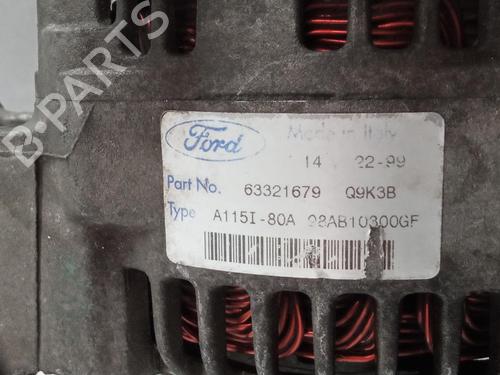 B-PARTS
Ford
Made in Italy
14 22-99
Part No. 63321679 Q9K3B
Type A115I-80A 98AB10300GF